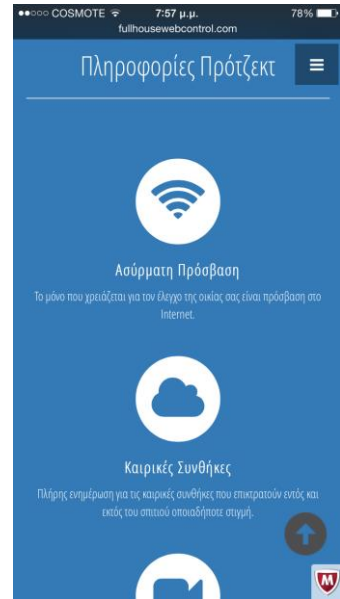 COSMOTE 7:57 μ.μ. 78%
fullhousewebcontrol.com
Πληροφορίες Πρότζεκτ
Ασύρματη Πρόσβαση
Το μόνο που χρειάζεται για τον έλεγχο της οικίας σας είναι πρόσβαση στο
Internet.
Καιρικές Συνθήκες
Πλήρης ενημέρωση για τις καιρικές συνθήκες που επικρατούν εντός και
εκτός του σπιτιού οποιαδήποτε στιγμή.